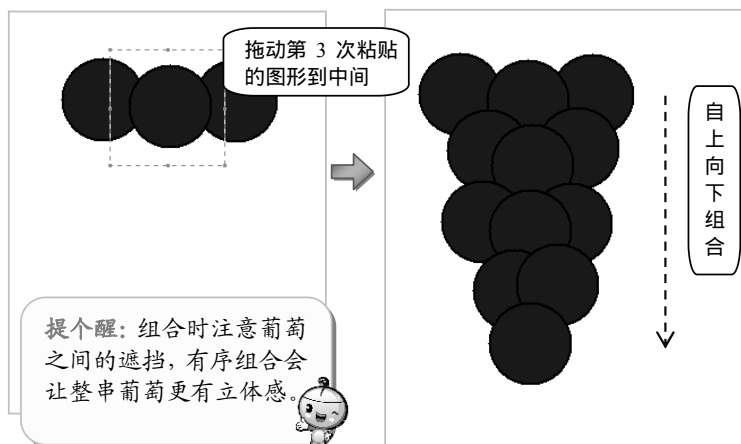 拖动第 3 次粘贴
的图形到中间
自
上
向
下
组
合
提个醒：组合时注意葡萄
之间的遮挡，有序组合会
让整串葡萄更有立体感。